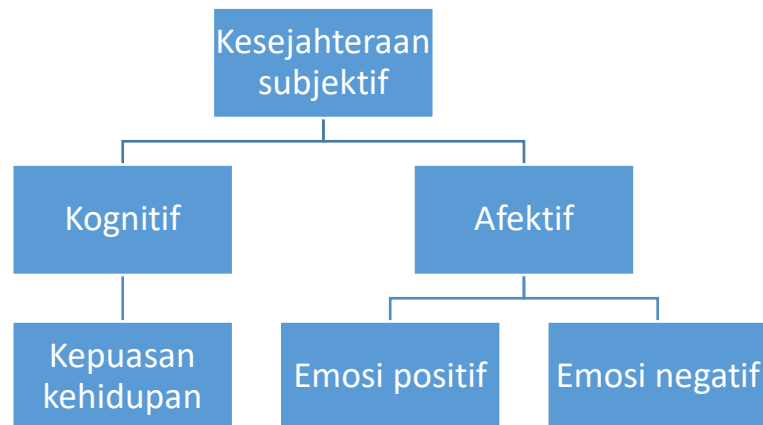 Kesejahteraan
subjektif
Kognitif
Afektif
Kepuasan
kehidupan
Emosi positif
Emosi negatif